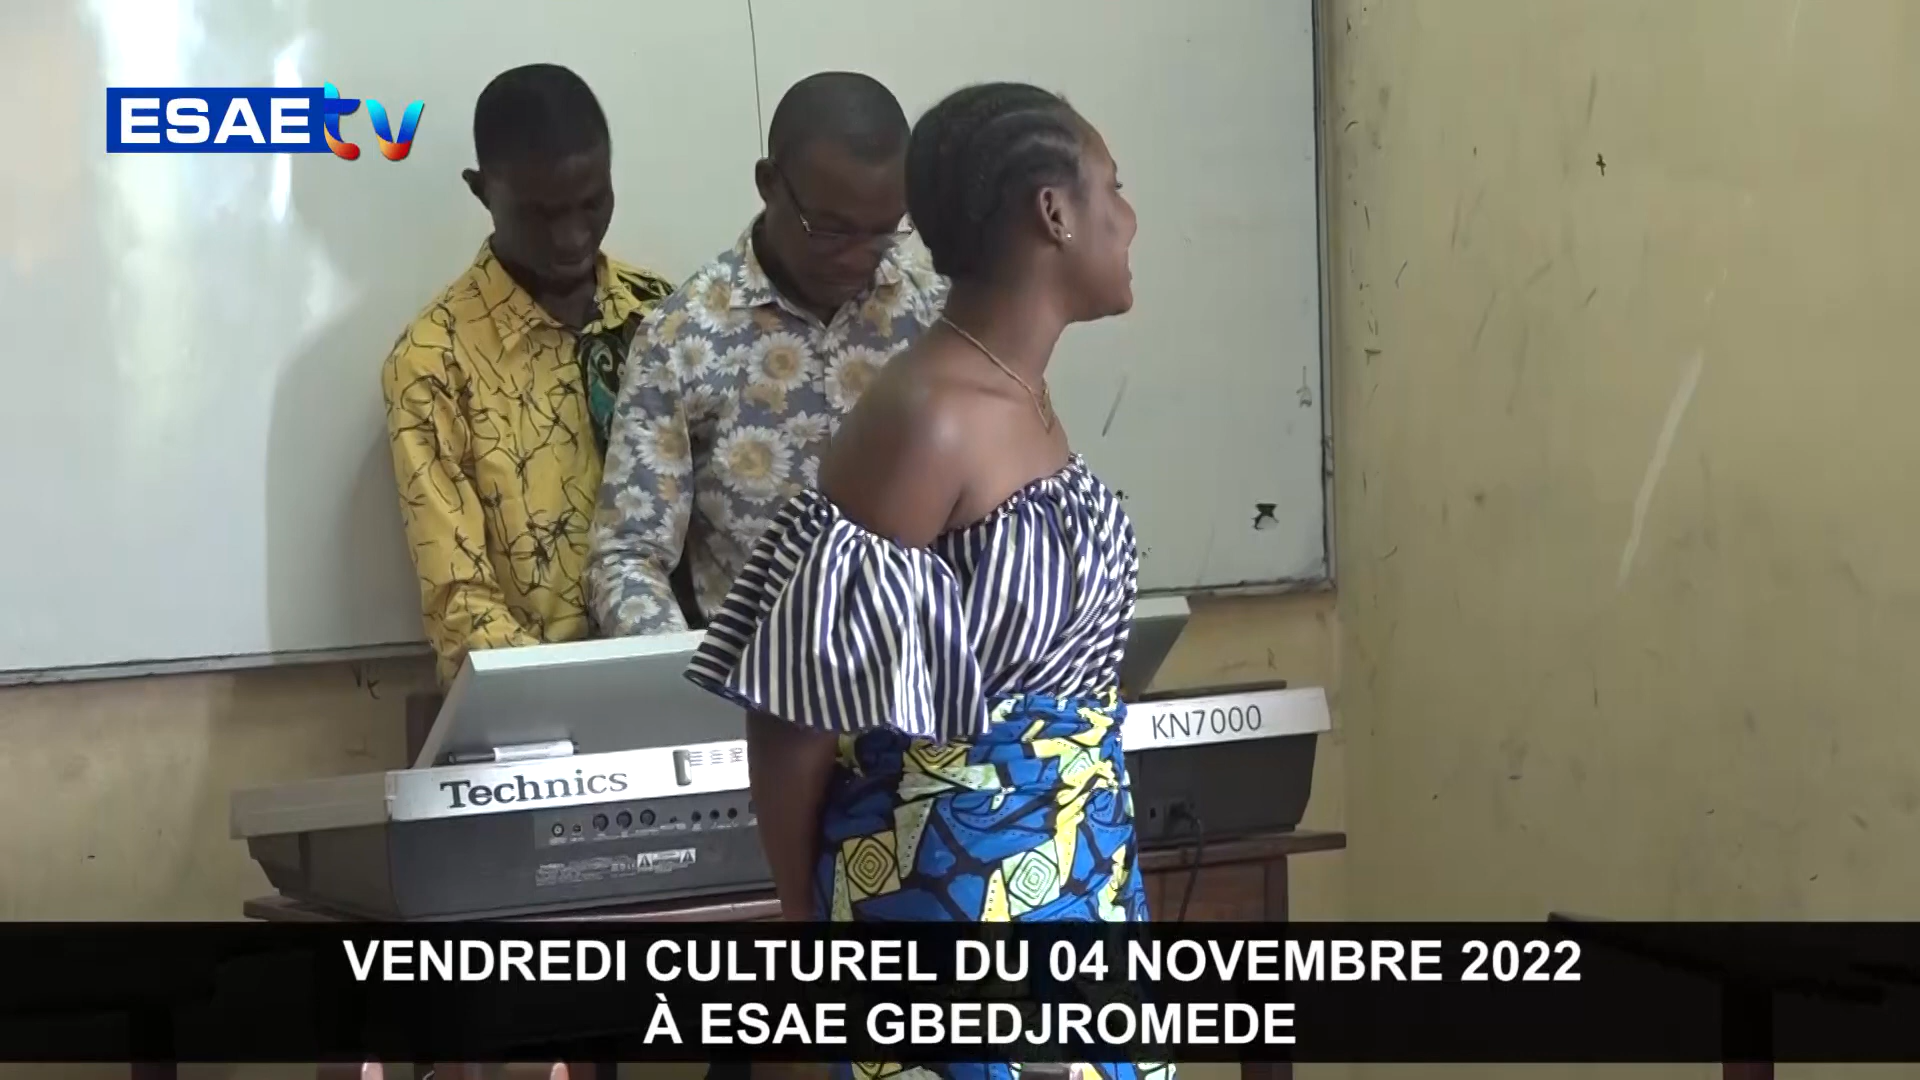 ESAE tv
Technics
KN7000
VENDREDI CULTUREL DU 04 NOVEMBRE 2022
À ESAE GBEDJROMEDE